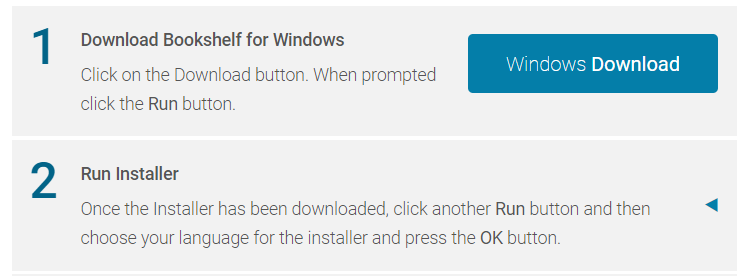 1
Download Bookshelf for Windows
Click on the Download button. When prompted
click the Run button.
Windows Download
2
Run Installer
Once the Installer has been downloaded, click another Run button and then
choose your language for the installer and press the OK button.